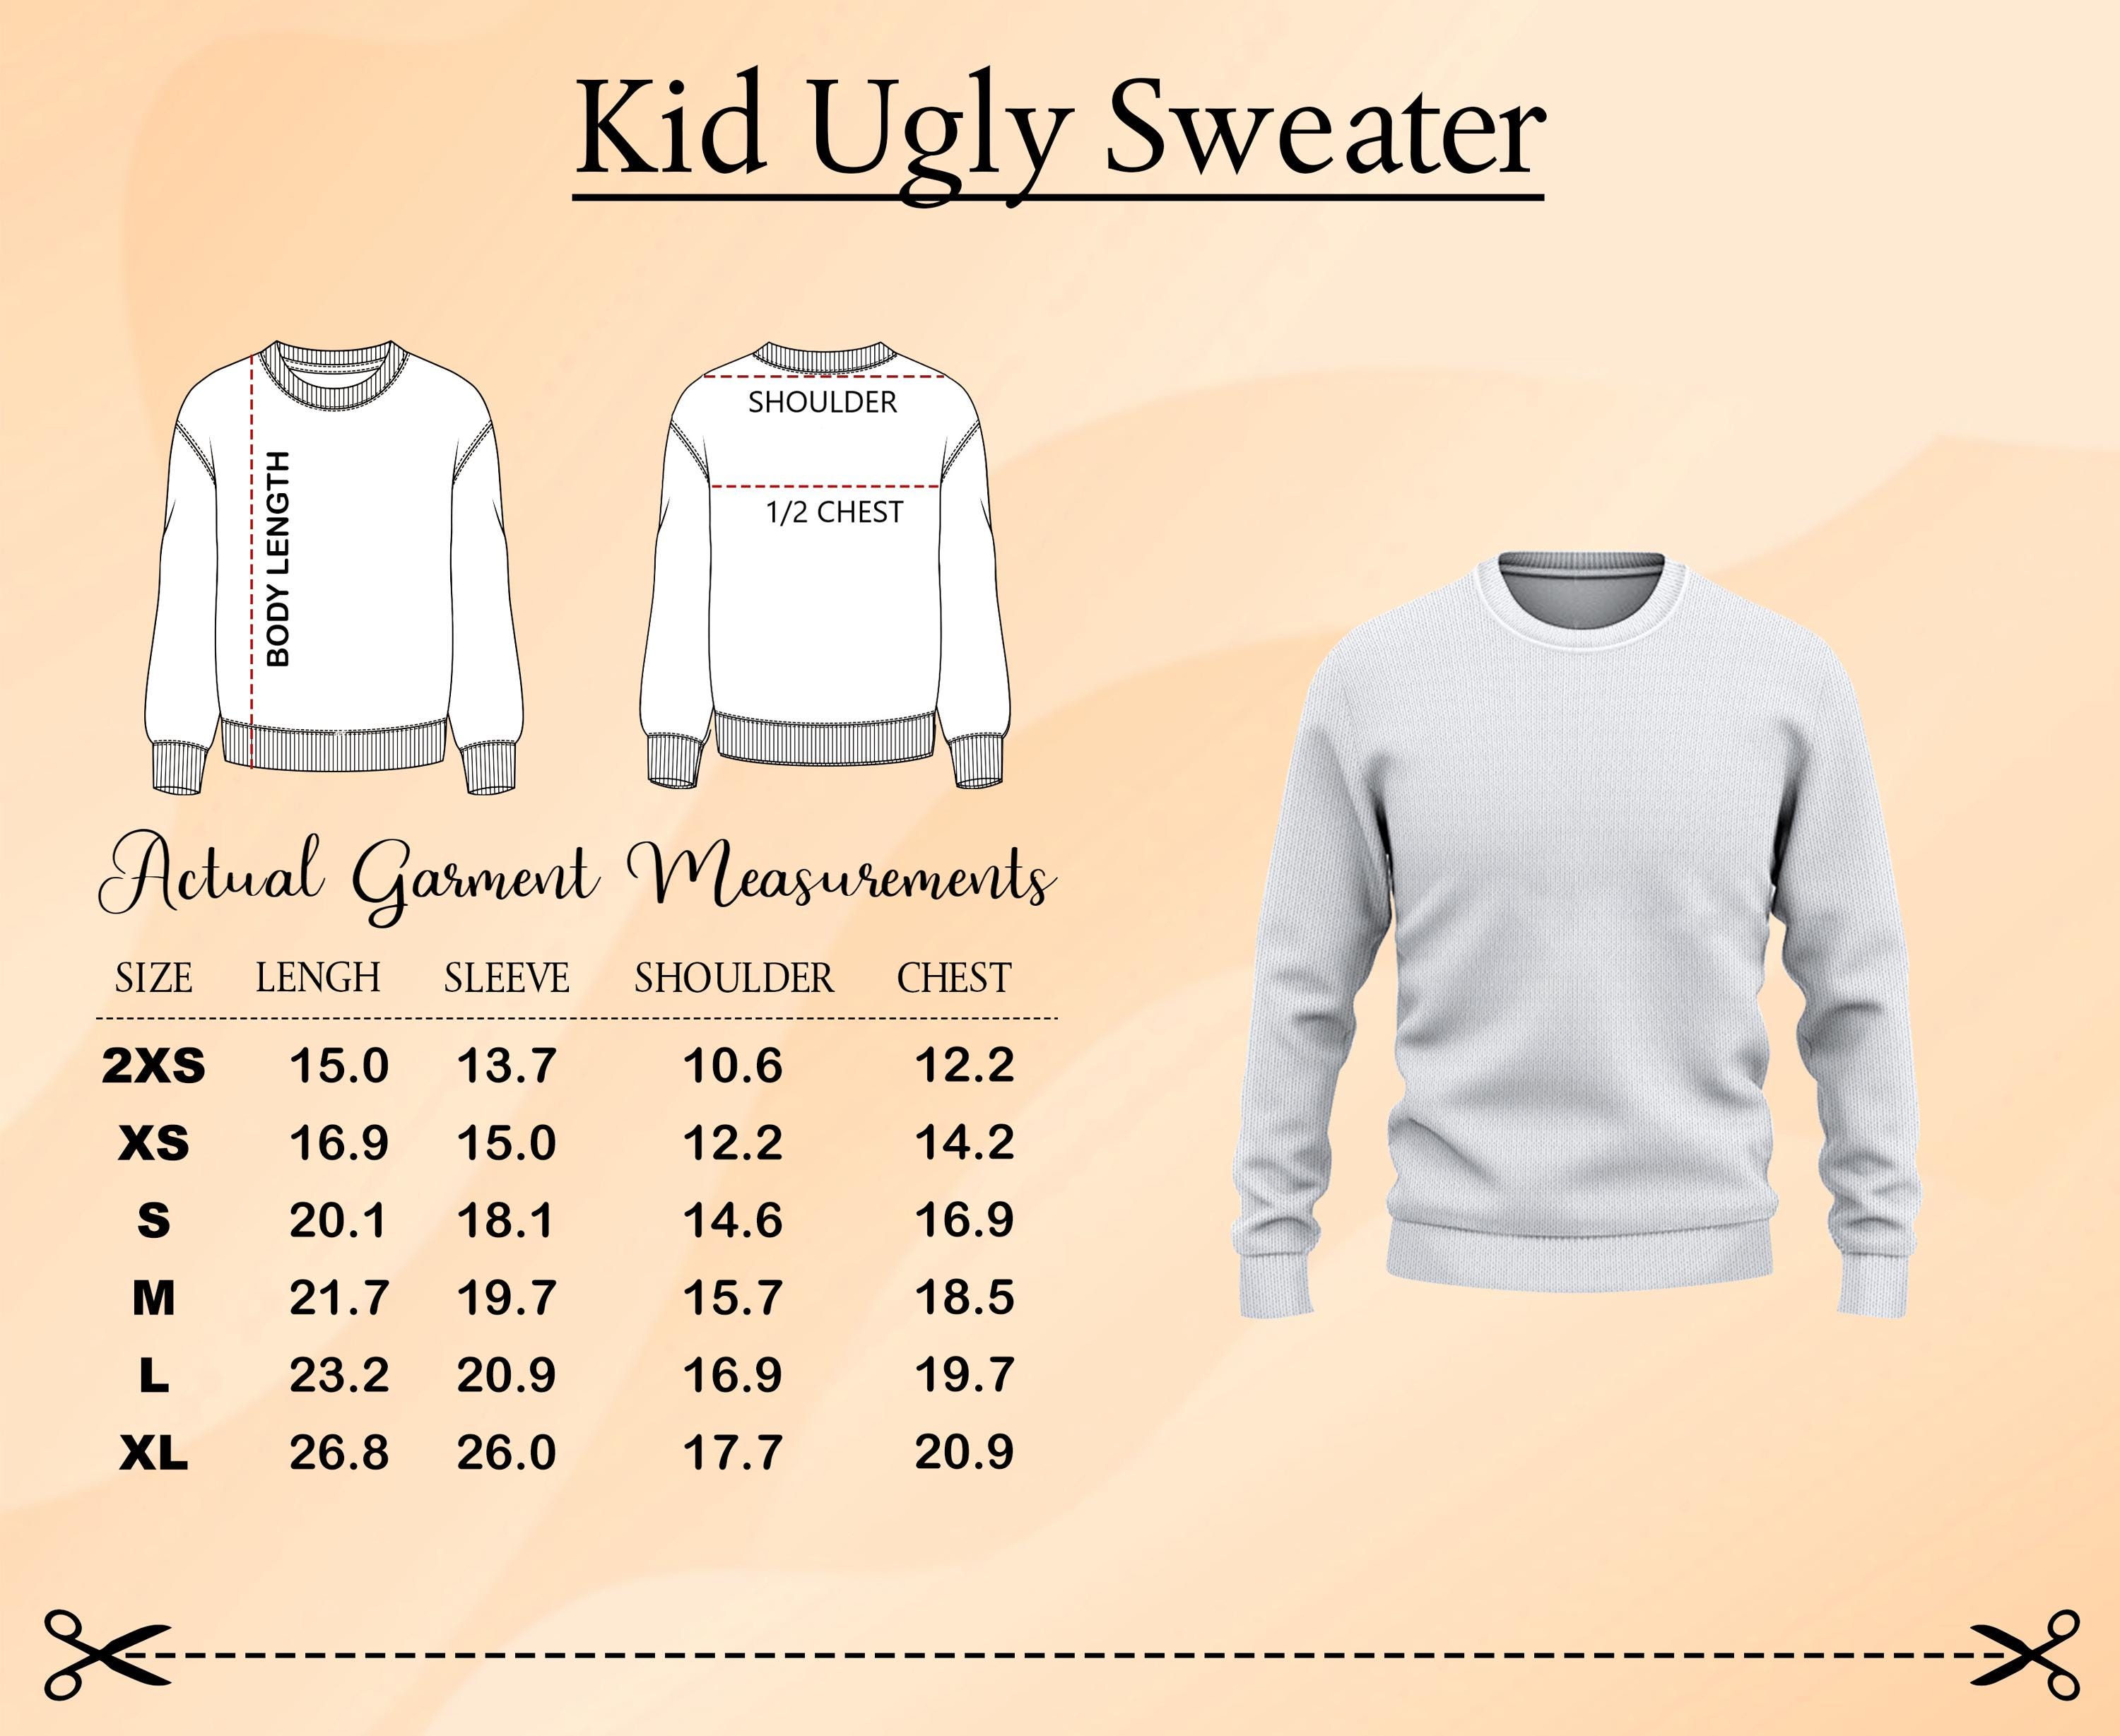 Kid Ugly Sweater
BODY LENGTH
SHOULDER
1/2 CHEST
Actual Garment Measurements
SIZE LENGH SLEEVE SHOULDER CHEST
2XS 15.0 13.7 10.6 12.2
XS 16.9 15.0 12.2 14.2
S 20.1 18.1 14.6 16.9
M 21.7 19.7 15.7 18.5
L 23.2 20.9 16.9 19.7
XL 26.8 26.0 17.7 20.9